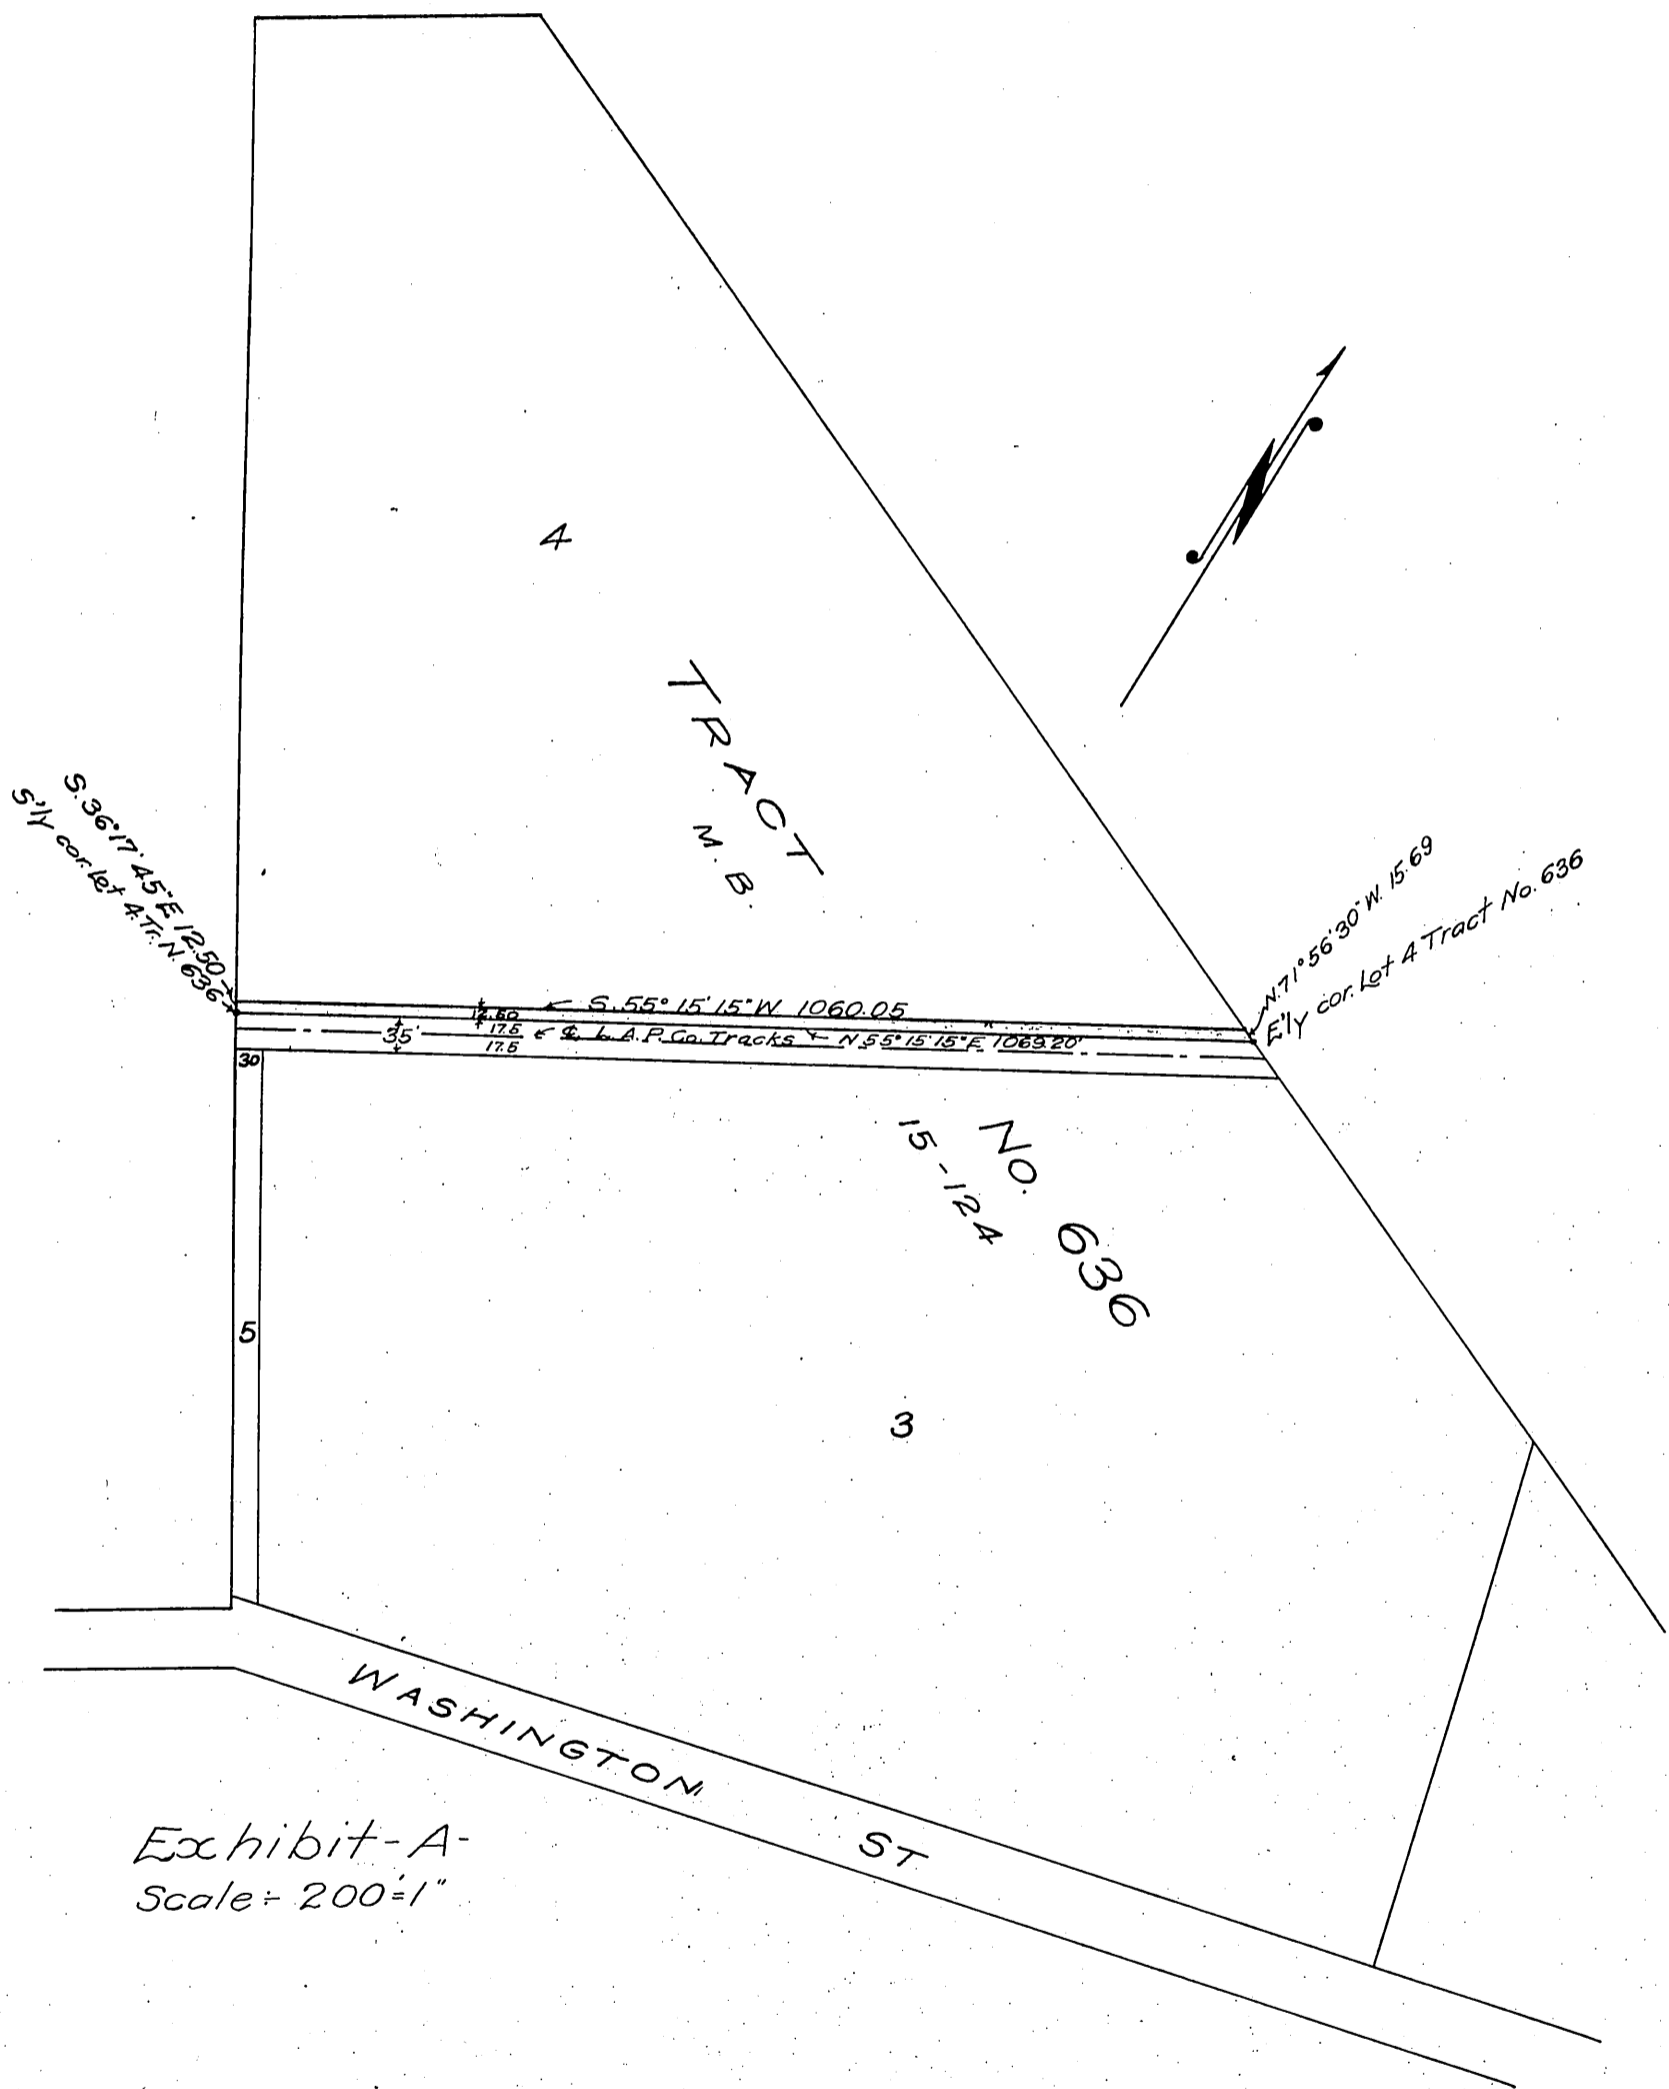 4
TRACT
M. B.
S. 36° 17' 45" E. 12.50
S'ly cor. Lot 4. Tr. N. 636
N. 71° 56' 30" W. 15.69
E'ly cor. Lot 4 Tract No. 636
S. 55° 15' 15" W. 1060.05
12.50
17.5
35'
℄ L. A. P. Co. Tracks
N 55° 15' 15" E. 1069.20'
17.5
30
No. 636
15-124
5
3
WASHINGTON ST
Exhibit-A-
Scale = 200' = 1"